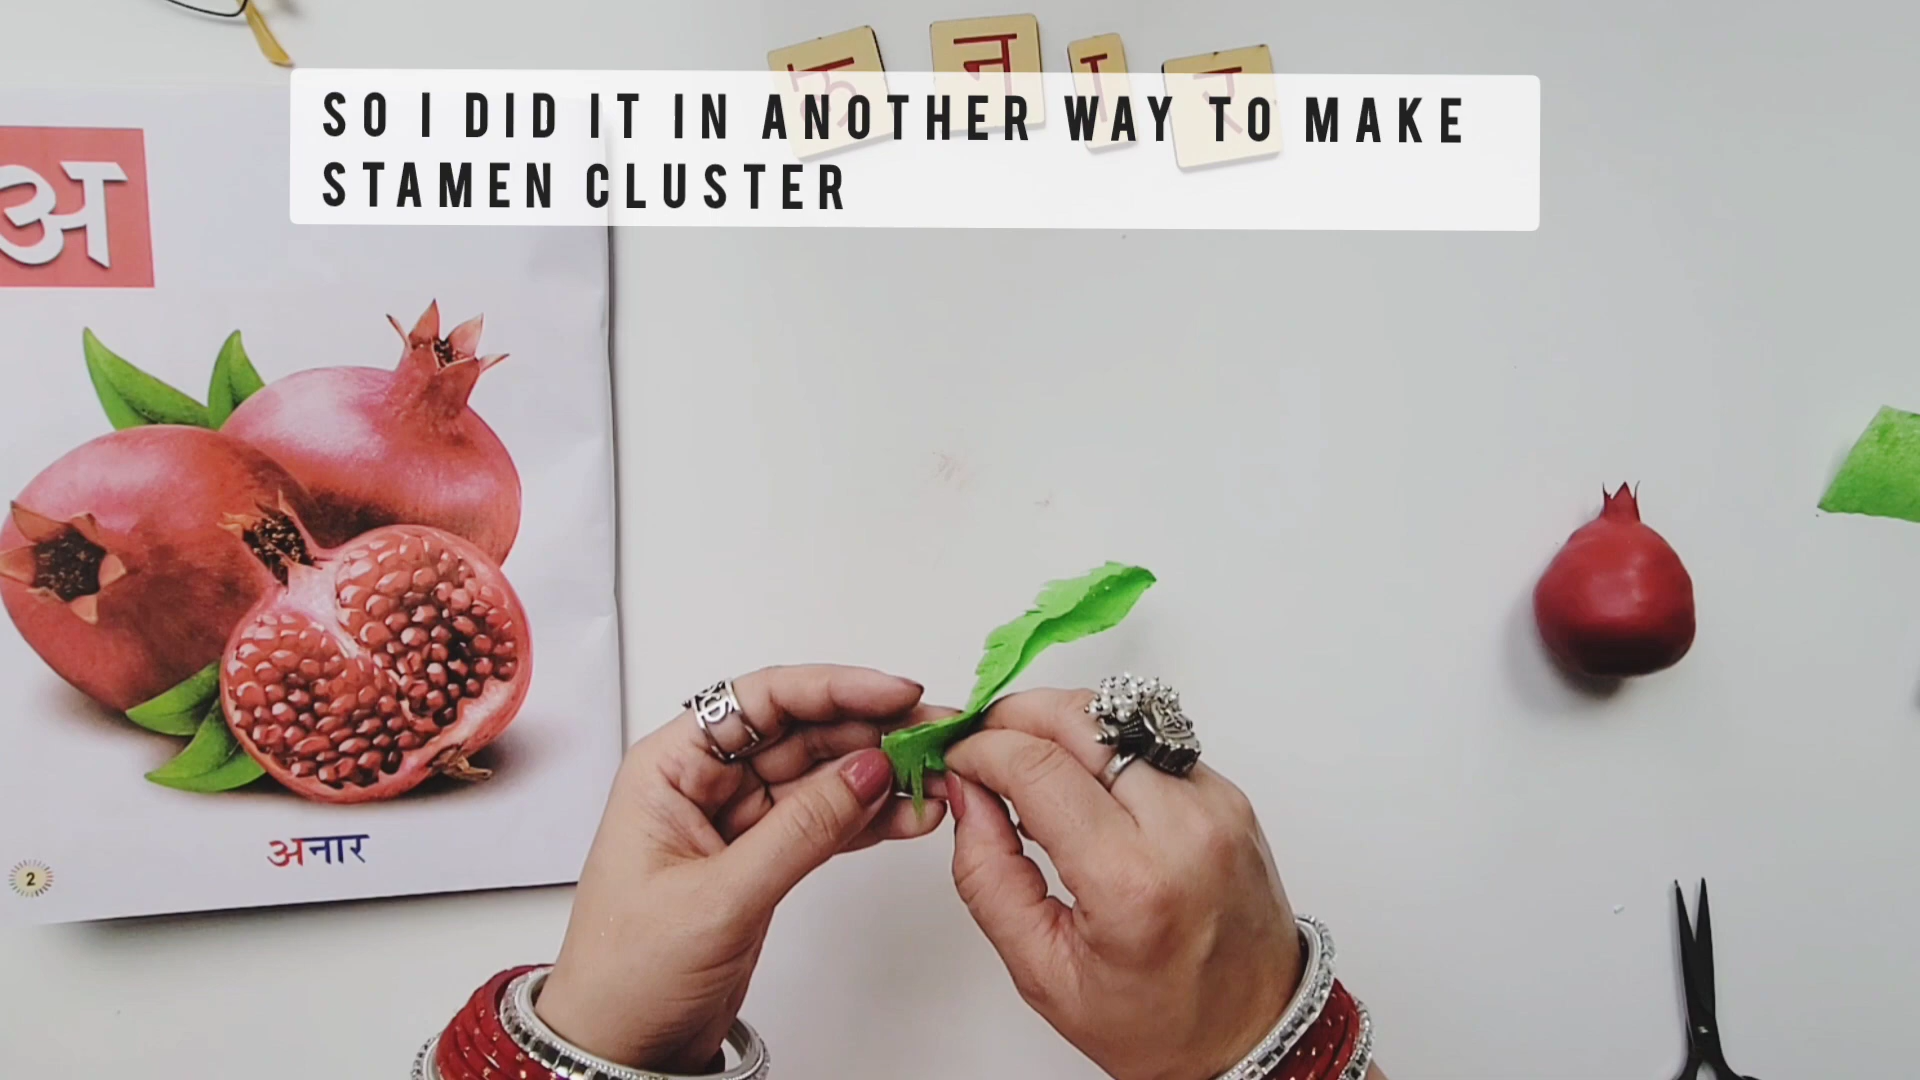 SO I DID IT IN ANOTHER WAY TO MAKE
STAMEN CLUSTER
न
ा
र
अ
अनार
2